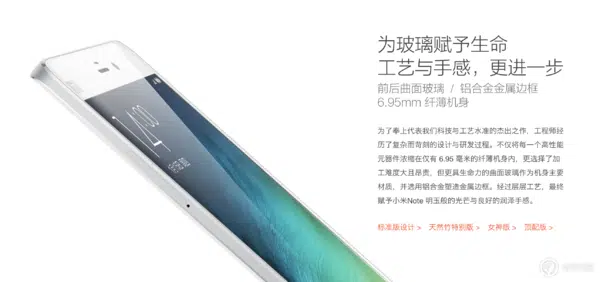 为玻璃赋予生命
工艺与手感，更进一步
前后曲面玻璃 / 铝合金金属边框
6.95mm 纤薄机身
为了奉上代表我们科技与工艺水准的杰出之作，工程师经
历了复杂而苛刻的设计与研发过程。不仅将每一个高性能
元器件浓缩在仅有 6.95 毫米的纤薄机身内，更选择了加
工难度大且昂贵，但更具生命力的曲面玻璃作为机身主要
材质，并选用铝合金塑造金属边框。经过层层工艺，最终
赋予小米Note 明玉般的光芒与良好的润泽手感。
标准版设计 > 天然竹特别版 > 女神版 > 顶配版 >